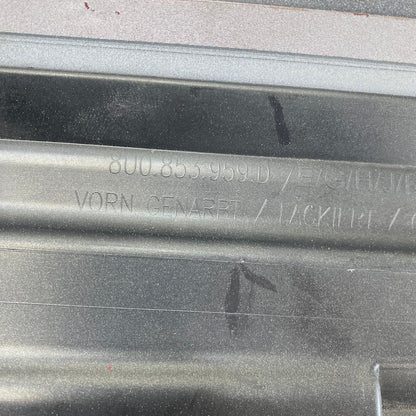 8U0.853.959.D /E/G/H/J/
VORN GENARBT / LACKIERT /